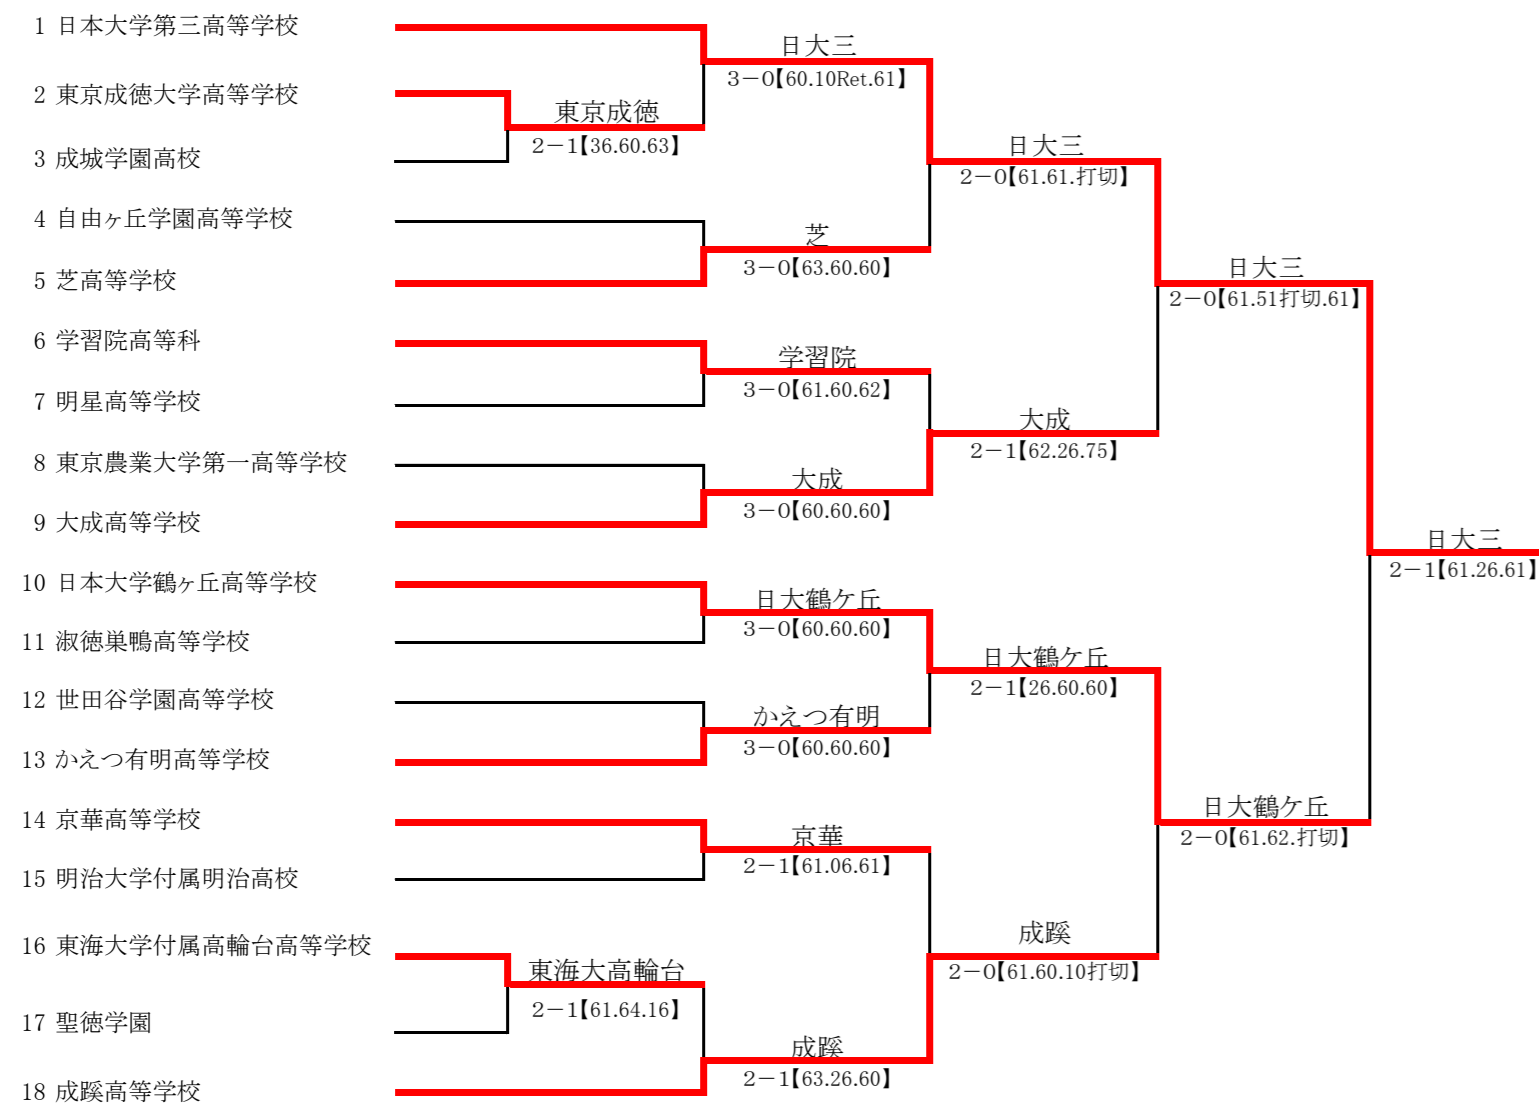 1 日本大学第三高等学校
2 東京成徳大学高等学校
3 成城学園高校
4 自由ヶ丘学園高等学校
5 芝高等学校
6 学習院高等科
7 明星高等学校
8 東京農業大学第一高等学校
9 大成高等学校
10 日本大学鶴ヶ丘高等学校
11 淑徳巣鴨高等学校
12 世田谷学園高等学校
13 かえつ有明高等学校
14 京華高等学校
15 明治大学付属明治高校
16 東海大学付属高輪台高等学校
17 聖徳学園
18 成蹊高等学校
東京成徳
2－1【36.60.63】
東海大高輪台
2－1【61.64.16】
日大三
3－0【60.10Ret.61】
芝
3－0【63.60.60】
学習院
3－0【61.60.62】
大成
3－0【60.60.60】
日大鶴ケ丘
3－0【60.60.60】
かえつ有明
3－0【60.60.60】
京華
2－1【61.06.61】
成蹊
2－1【63.26.60】
日大三
2－0【61.61.打切】
大成
2－1【62.26.75】
日大鶴ケ丘
2－1【26.60.60】
成蹊
2－0【61.60.10打切】
日大三
2－0【61.51打切.61】
日大鶴ケ丘
2－0【61.62.打切】
日大三
2－1【61.26.61】